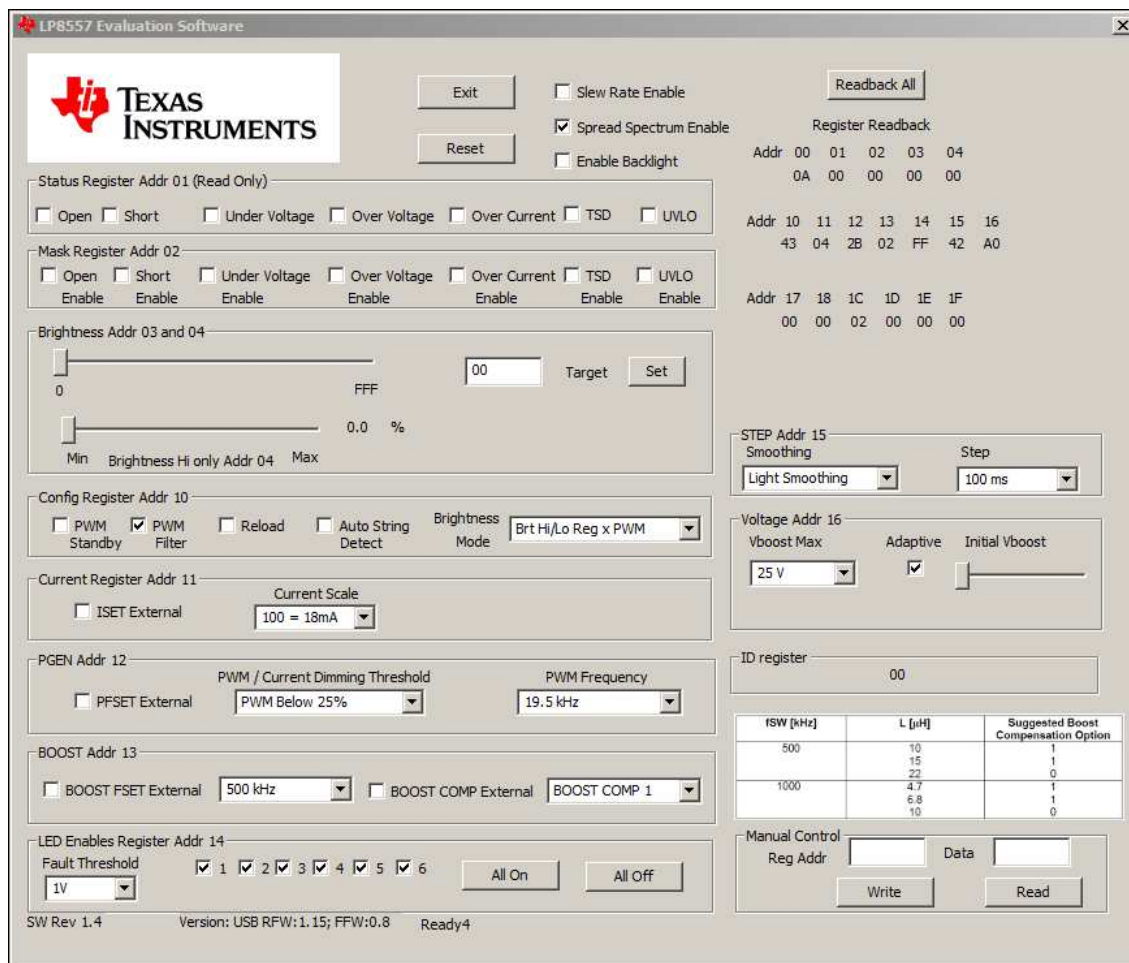 LP8557 Evaluation Software
TEXAS
INSTRUMENTS
Exit
Reset
Slew Rate Enable
Spread Spectrum Enable
Enable Backlight
Readback All
Register Readback
Addr 00 01 02 03 04
0A 00 00 00 00
Addr 10 11 12 13 14 15 16
43 04 2B 02 FF 42 A0
Addr 17 18 1C 1D 1E 1F
00 00 02 00 00 00
Status Register Addr 01 (Read Only)
Open Short Under Voltage Over Voltage Over Current TSD UVLO
Mask Register Addr 02
Open Short Under Voltage Over Voltage Over Current TSD UVLO
Enable Enable Enable Enable Enable Enable Enable
Brightness Addr 03 and 04
0 FFF
00 Target Set
0.0 %
Min Brightness Hi only Addr 04 Max
Config Register Addr 10
PWM PWM Reload Auto String Brightness Brt Hi/Lo Reg x PWM
Standby Filter Detect Mode
Current Register Addr 11
ISET External
Current Scale
100 = 18mA
PGEN Addr 12
PFSET External
PWM / Current Dimming Threshold
PWM Below 25%
PWM Frequency
19.5 kHz
BOOST Addr 13
BOOST FSET External 500 kHz BOOST COMP External BOOST COMP 1
LED Enables Register Addr 14
Fault Threshold
1V
1 2 3 4 5 6
All On All Off
SW Rev 1.4 Version: USB RFW:1.15; FFW:0.8 Ready4
STEP Addr 15
Smoothing Step
Light Smoothing 100 ms
Voltage Addr 16
Vboost Max Adaptive Initial Vboost
25 V
ID register
00
fSW [kHz] L [µH] Suggested Boost
Compensation Option
500 10 1
15 1
22 0
1000 4.7 1
6.8 1
10 0
Manual Control
Reg Addr Data
Write Read